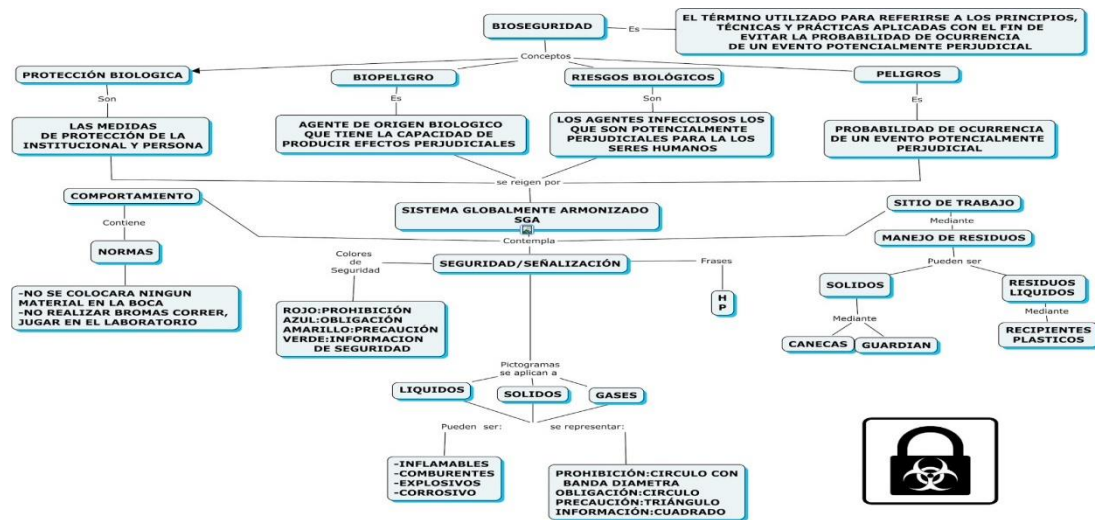 BIOSEGURIDAD
Es
EL TÉRMINO UTILIZADO PARA REFERIRSE A LOS PRINCIPIOS,
TÉCNICAS Y PRÁCTICAS APLICADAS CON EL FIN DE
EVITAR LA PROBABILIDAD DE OCURRENCIA
DE UN EVENTO POTENCIALMENTE PERJUDICIAL
Conceptos
PROTECCIÓN BIOLOGICA
BIOPELIGRO
RIESGOS BIOLÓGICOS
PELIGROS
Son
Es
Son
Es
LAS MEDIDAS
DE PROTECCIÓN DE LA
INSTITUCIONAL Y PERSONA
AGENTE DE ORIGEN BIOLOGICO
QUE TIENE LA CAPACIDAD DE
PRODUCIR EFECTOS PERJUDICIALES
LOS AGENTES INFECCIOSOS LOS
QUE SON POTENCIALMENTE
PERJUDICIALES PARA LA LOS
SERES HUMANOS
PROBABILIDAD DE OCURRENCIA
DE UN EVENTO POTENCIALMENTE
PERJUDICIAL
se reigen por
COMPORTAMIENTO
SISTEMA GLOBALMENTE ARMONIZADO
SGA
SITIO DE TRABAJO
Contiene
Contempla
Mediante
NORMAS
MANEJO DE RESIDUOS
-NO SE COLOCARA NINGUN
MATERIAL EN LA BOCA
-NO REALIZAR BROMAS CORRER,
JUGAR EN EL LABORATORIO
Colores
de
Seguridad
SEGURIDAD/SEÑALIZACIÓN
Frases
Pueden ser
ROJO:PROHIBICIÓN
AZUL:OBLIGACIÓN
AMARILLO:PRECAUCIÓN
VERDE:INFORMACION
DE SEGURIDAD
H
P
SOLIDOS
RESIDUOS
LIQUIDOS
Mediante
Mediante
CANECAS
GUARDIAN
RECIPIENTES
PLASTICOS
Pictogramas
se aplican a
LIQUIDOS
SOLIDOS
GASES
Pueden ser:
se representar:
-INFLAMABLES
-COMBURENTES
-EXPLOSIVOS
-CORROSIVO
PROHIBICIÓN:CIRCULO CON
BANDA DIAMETRA
OBLIGACIÓN:CIRCULO
PRECAUCIÓN:TRIÁNGULO
INFORMACIÓN:CUADRADO